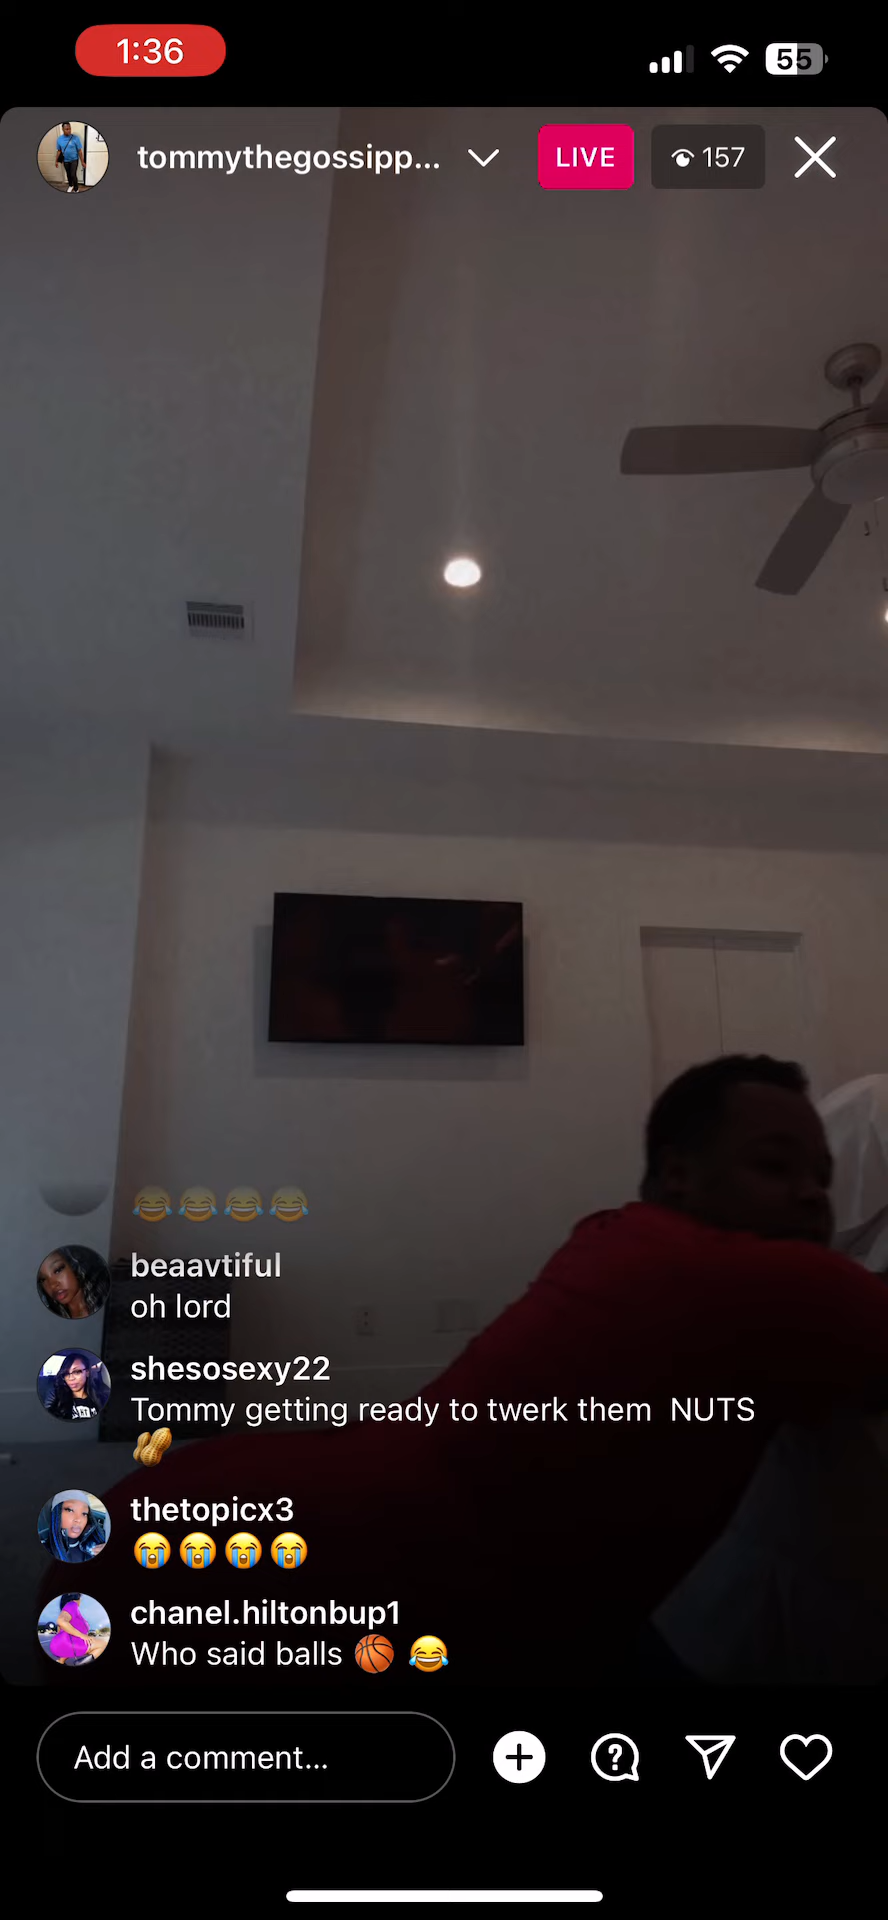 1:36
55
tommythegossipp...
LIVE
157
😂😂😂😂
beaavtiful
oh lord
shesosexy22
Tommy getting ready to twerk them  NUTS
🥜
thetopicx3
😭😭😭😭
chanel.hiltonbup1
Who said balls 🏀 😂
Add a comment...